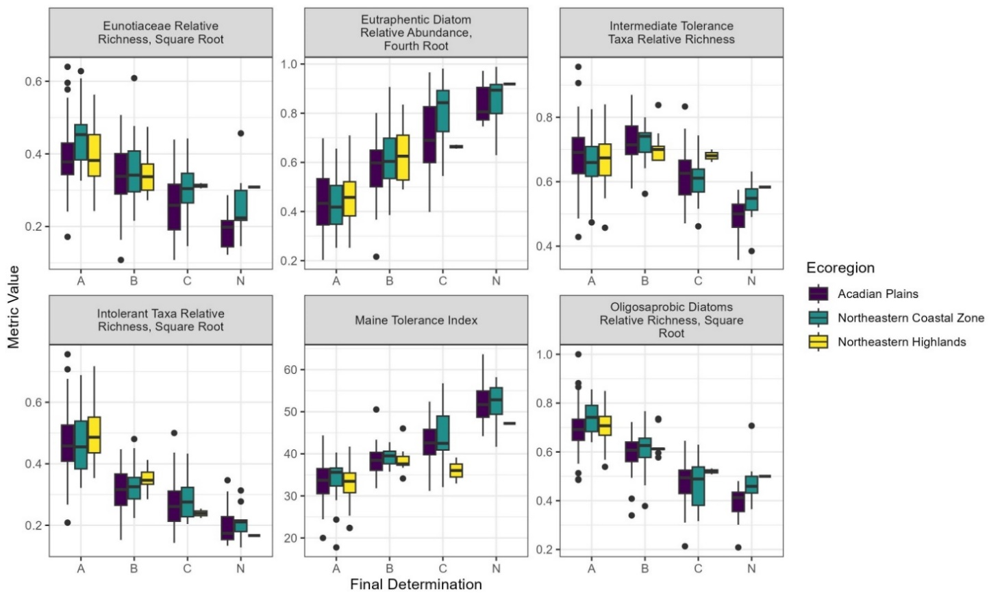 Eunotiaceae Relative
Richness, Square Root
Eutraphentic Diatom
Relative Abundance,
Fourth Root
Intermediate Tolerance
Taxa Relative Richness
0.6
0.4
0.2
1.0
0.8
0.6
0.4
0.2
0.8
0.6
0.4
A B C N
A B C N
A B C N
Intolerant Taxa Relative
Richness, Square Root
Maine Tolerance Index
Oligosaprobic Diatoms
Relative Richness, Square
Root
0.6
0.4
0.2
60
50
40
30
20
1.0
0.8
0.6
0.4
0.2
A B C N
A B C N
A B C N
Metric Value
Final Determination
Ecoregion
Acadian Plains
Northeastern Coastal Zone
Northeastern Highlands